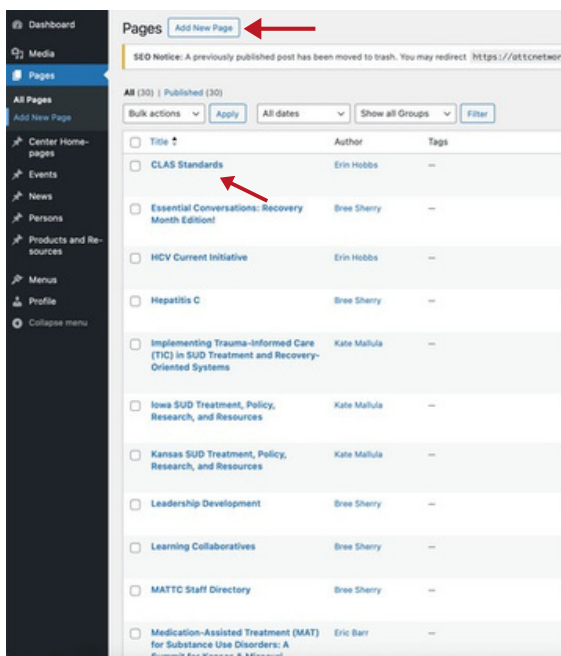 Dashboard
Media
Pages
All Pages
Add New Page
Center Home-
pages
Events
News
Persons
Products and Re-
sources
Menus
Profile
Collapse menu
Pages Add New Page
SEO Notice: A previously published post has been moved to trash. You may redirect https://attcnetwor
All (30) | Published (30)
Bulk actions Apply All dates Show all Groups Filter
Title Author Tags
CLAS Standards Erin Hobbs —
Essential Conversations: Recovery Bree Sherry —
Month Edition!
HCV Current Initiative Erin Hobbs —
Hepatitis C Bree Sherry —
Implementing Trauma-Informed Care Kate Mallula —
(TIC) in SUD Treatment and Recovery-
Oriented Systems
Iowa SUD Treatment, Policy, Kate Mallula —
Research, and Resources
Kansas SUD Treatment, Policy, Kate Mallula —
Research, and Resources
Leadership Development Bree Sherry —
Learning Collaboratives Bree Sherry —
MATTC Staff Directory Bree Sherry —
Medication-Assisted Treatment (MAT) Eric Barr —
for Substance Use Disorders: A
Summit for Kansas & Missouri